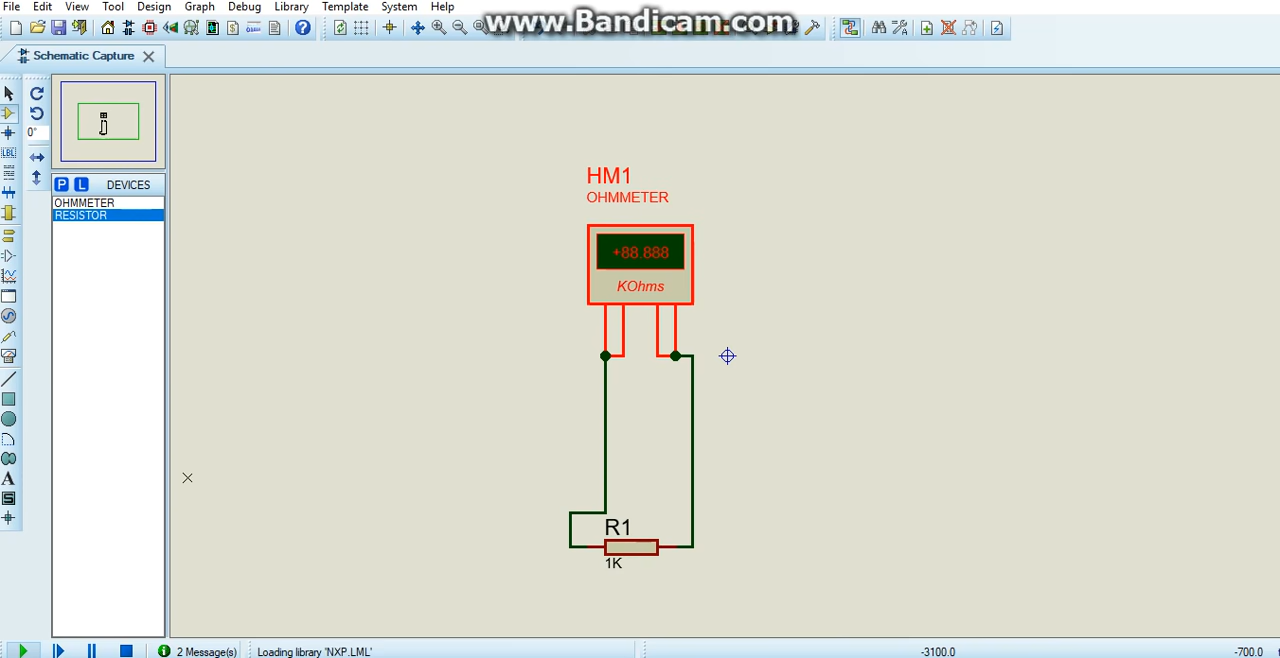 File Edit View Tool Design Graph Debug Library Template System Help
www.Bandicam.com
Schematic Capture
0°
LBL
P L DEVICES
OHMMETER
RESISTOR
A
S
HM1
OHMMETER
+88.888
KOhms
R1
1K
2 Message(s) Loading library 'NXP.LML' -3100.0 -700.0